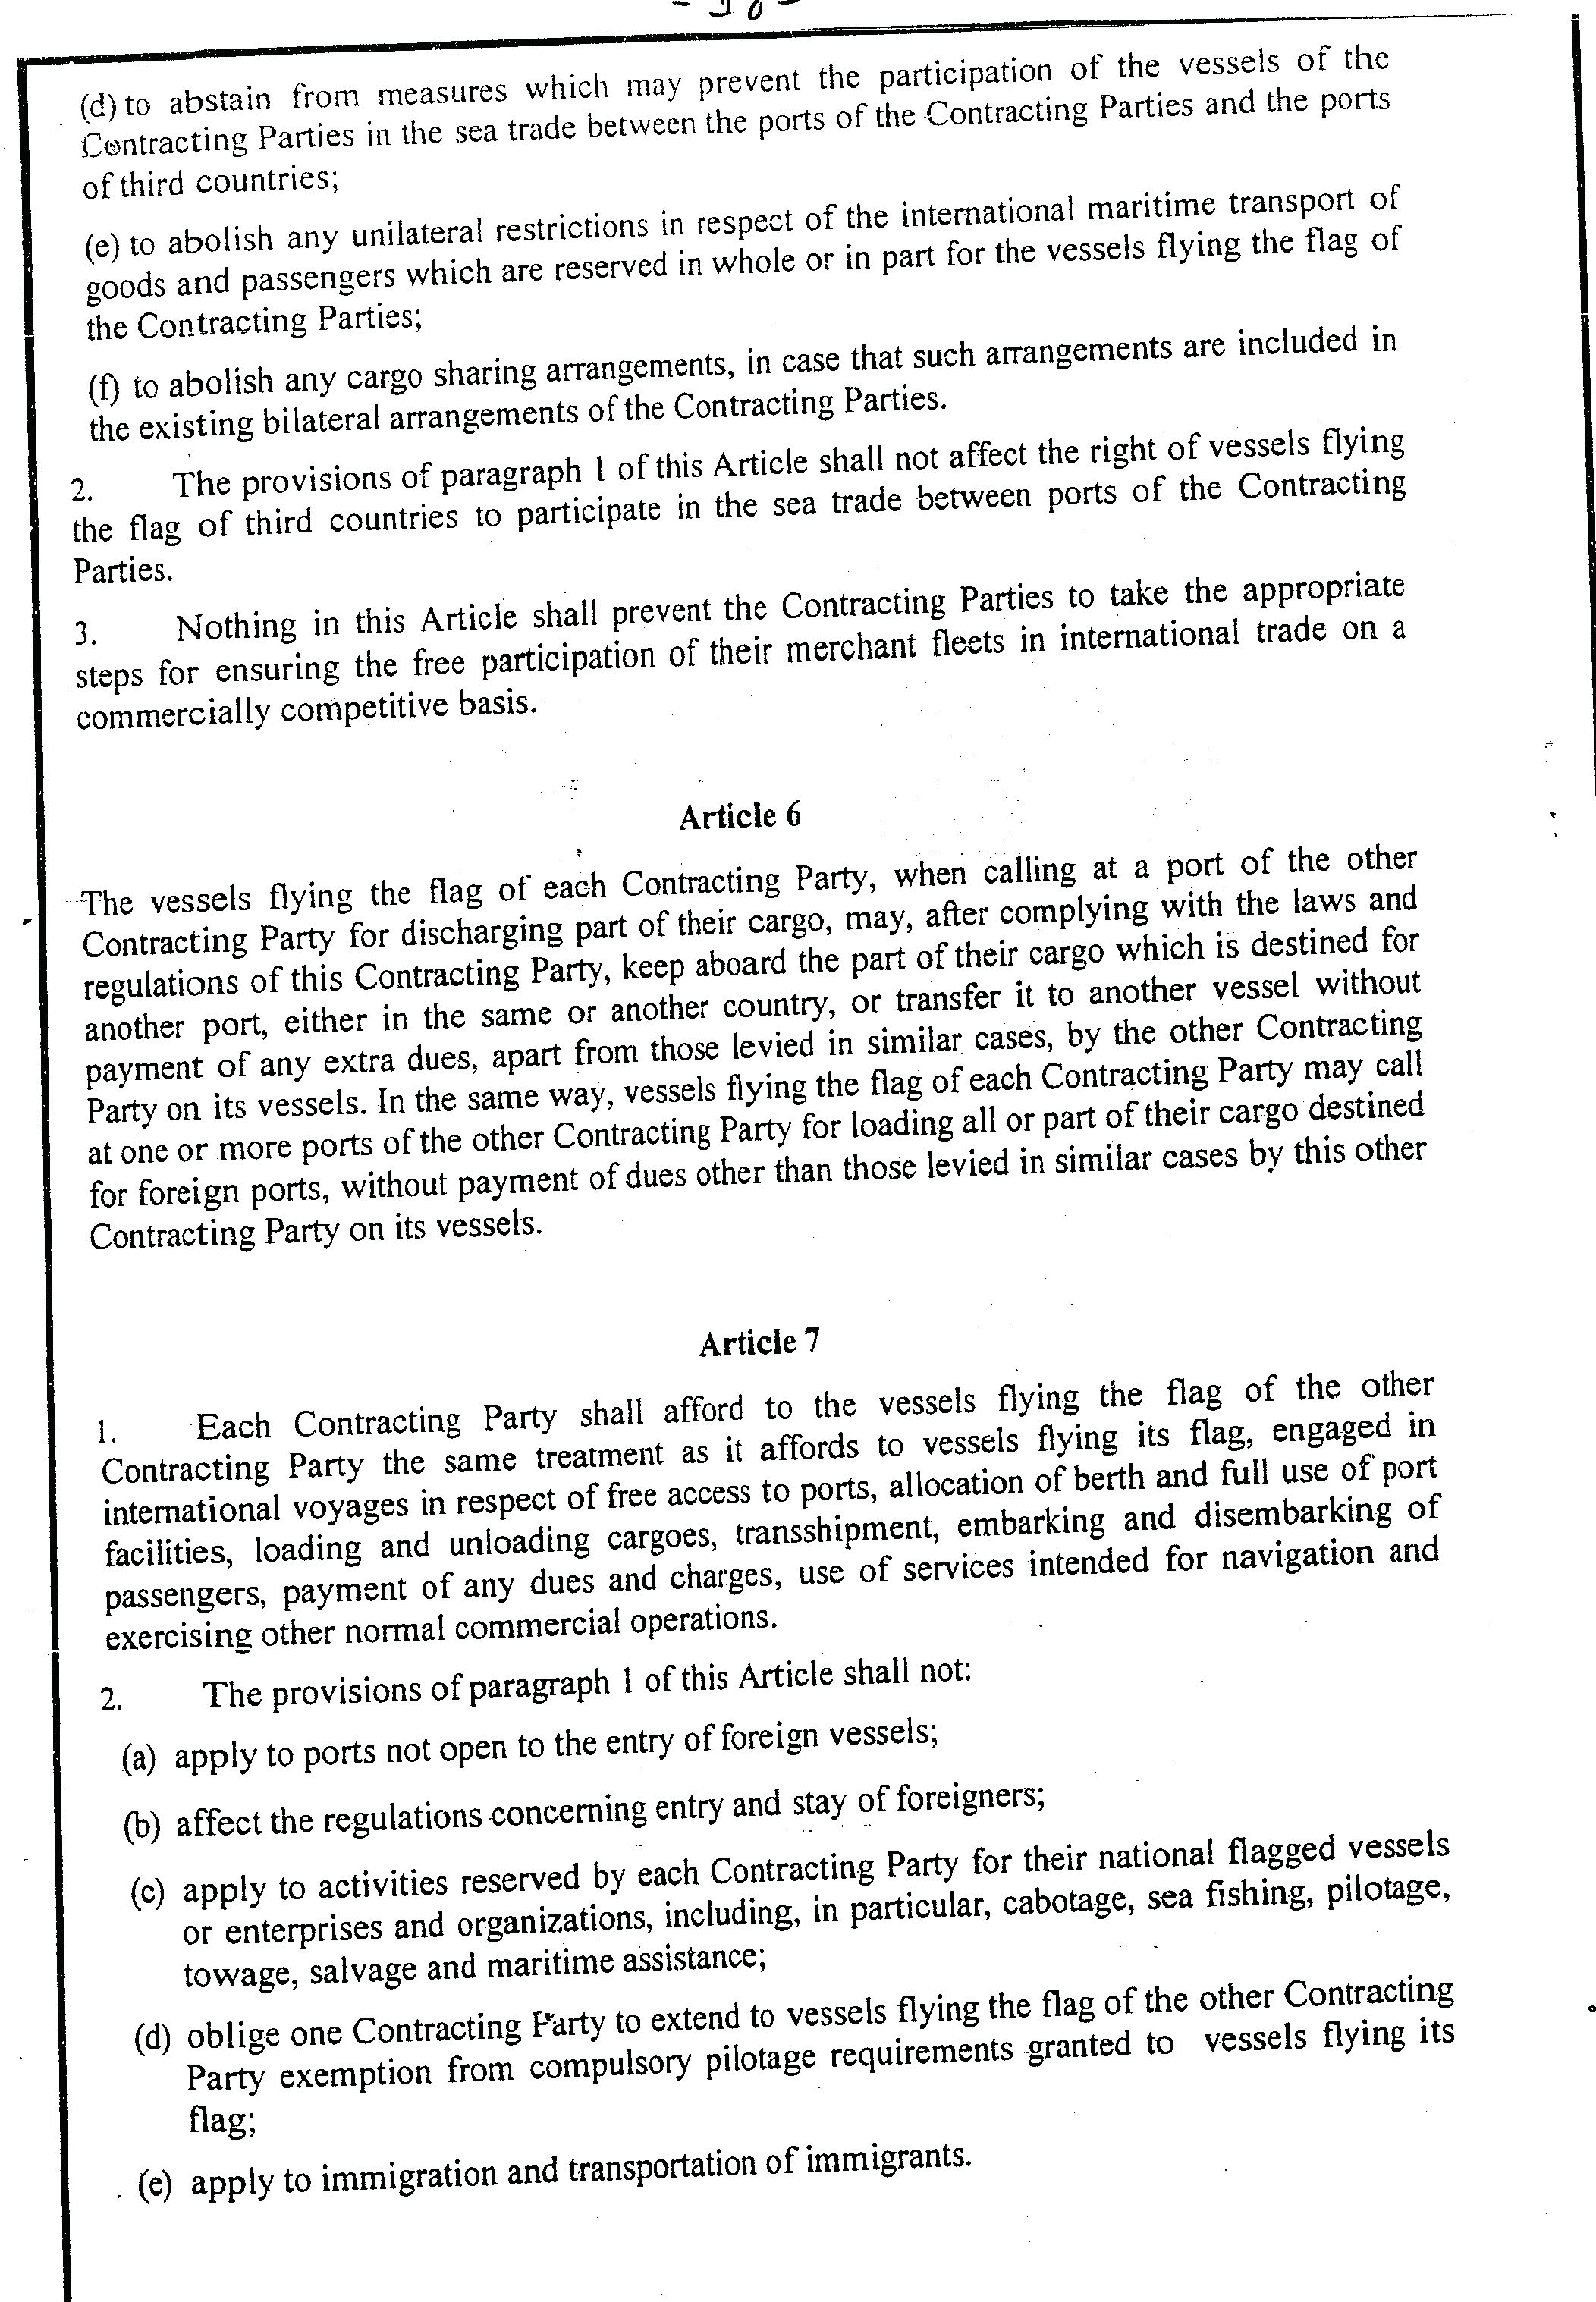 (d) to abstain from measures which may prevent the participation of the vessels of the
Contracting Parties in the sea trade between the ports of the Contracting Parties and the ports
of third countries;
(e) to abolish any unilateral restrictions in respect of the international maritime transport of
goods and passengers which are reserved in whole or in part for the vessels flying the flag of
the Contracting Parties;
(f) to abolish any cargo sharing arrangements, in case that such arrangements are included in
the existing bilateral arrangements of the Contracting Parties.
2. The provisions of paragraph 1 of this Article shall not affect the right of vessels flying
the flag of third countries to participate in the sea trade between ports of the Contracting
Parties.
3. Nothing in this Article shall prevent the Contracting Parties to take the appropriate
steps for ensuring the free participation of their merchant fleets in international trade on a
commercially competitive basis.
Article 6
The vessels flying the flag of each Contracting Party, when calling at a port of the other
Contracting Party for discharging part of their cargo, may, after complying with the laws and
regulations of this Contracting Party, keep aboard the part of their cargo which is destined for
another port, either in the same or another country, or transfer it to another vessel without
payment of any extra dues, apart from those levied in similar cases, by the other Contracting
Party on its vessels. In the same way, vessels flying the flag of each Contracting Party may call
at one or more ports of the other Contracting Party for loading all or part of their cargo destined
for foreign ports, without payment of dues other than those levied in similar cases by this other
Contracting Party on its vessels.
Article 7
1. Each Contracting Party shall afford to the vessels flying the flag of the other
Contracting Party the same treatment as it affords to vessels flying its flag, engaged in
international voyages in respect of free access to ports, allocation of berth and full use of port
facilities, loading and unloading cargoes, transshipment, embarking and disembarking of
passengers, payment of any dues and charges, use of services intended for navigation and
exercising other normal commercial operations.
2. The provisions of paragraph 1 of this Article shall not:
(a) apply to ports not open to the entry of foreign vessels;
(b) affect the regulations concerning entry and stay of foreigners;
(c) apply to activities reserved by each Contracting Party for their national flagged vessels
or enterprises and organizations, including, in particular, cabotage, sea fishing, pilotage,
towage, salvage and maritime assistance;
(d) oblige one Contracting Party to extend to vessels flying the flag of the other Contracting
Party exemption from compulsory pilotage requirements granted to vessels flying its
flag;
(e) apply to immigration and transportation of immigrants.